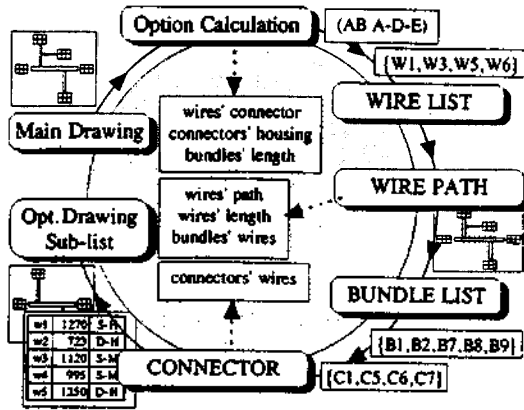 Option Calculation
(AB A-D-E)
{W1, W3, W5, W6}
WIRE LIST
Main Drawing
wires' connector
connectors' housing
bundles' length
WIRE PATH
wires' path
wires' length
bundles' wires
Opt. Drawing
Sub-list
connectors' wires
BUNDLE LIST
{B1, B2, B7, B8, B9}
{C1, C5, C6, C7}
CONNECTOR
w1 1270 S-H
w2 723 D-H
w3 1120 S-M
w4 995 S-M
w5 1250 D-H